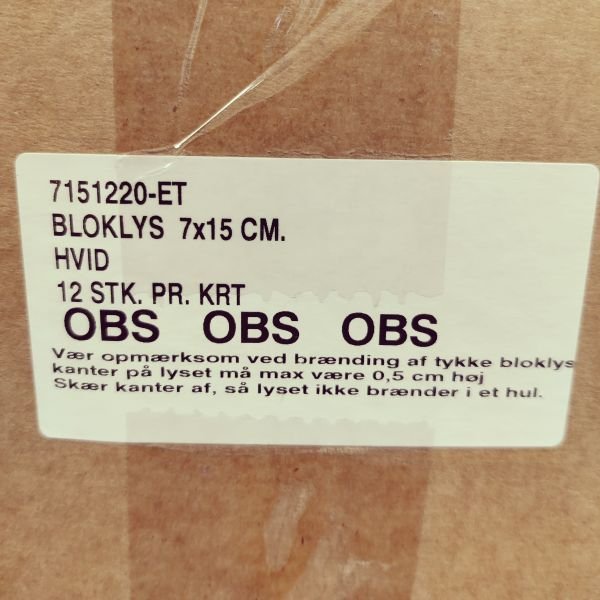 7151220-ET
BLOKLYS 7x15 CM.
HVID
12 STK. PR. KRT
OBS OBS OBS
Vær opmærksom ved brænding af tykke bloklys
kanter på lyset må max være 0,5 cm høj
Skær kanter af, så lyset ikke brænder i et hul.